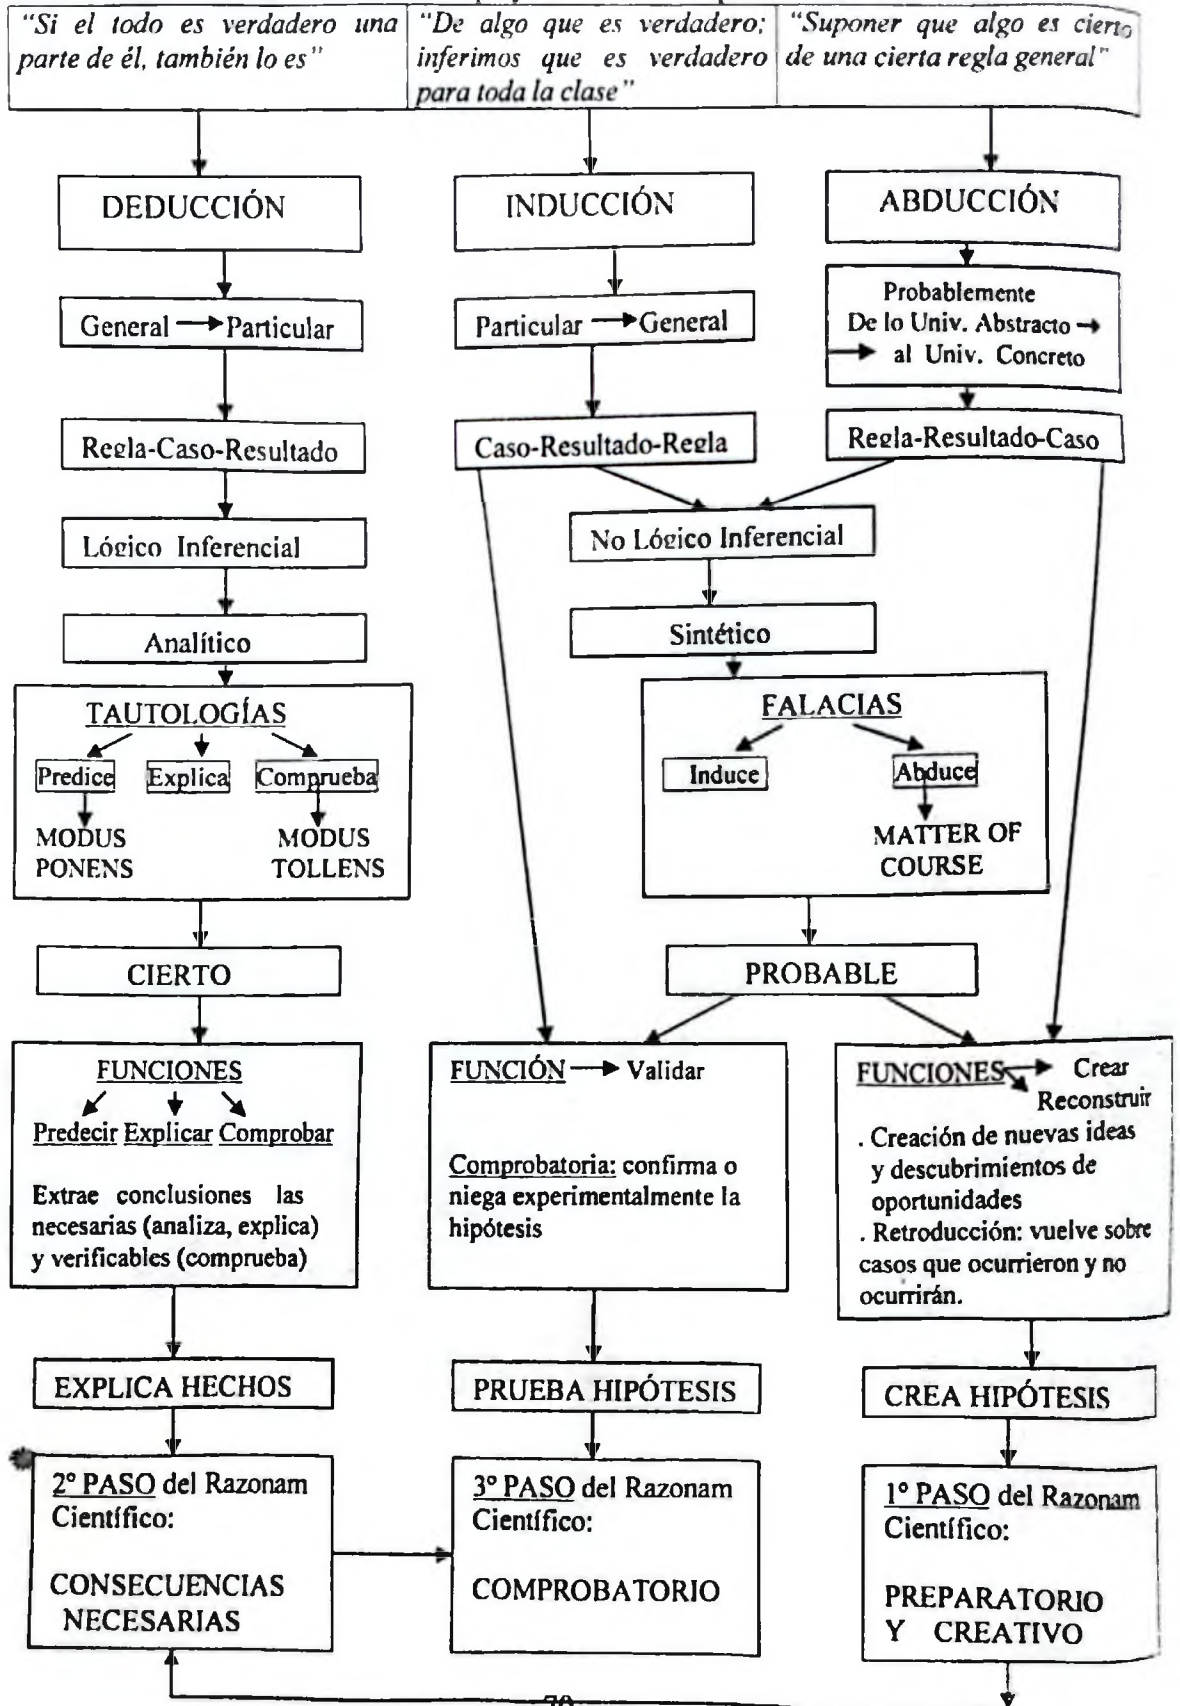 "Si el todo es verdadero una
parte de él, también lo es"
"De algo que es verdadero;
inferimos que es verdadero
para toda la clase"
"Suponer que algo es cierto
de una cierta regla general"
DEDUCCIÓN
INDUCCIÓN
ABDUCCIÓN
General → Particular
Particular → General
Probablemente
De lo Univ. Abstracto →
→ al Univ. Concreto
Regla-Caso-Resultado
Caso-Resultado-Regla
Regla-Resultado-Caso
Lógico Inferencial
No Lógico Inferencial
Analítico
Sintético
TAUTOLOGÍAS
Predice Explica Comprueba
MODUS
PONENS
MODUS
TOLLENS
FALACIAS
Induce Abduce
MATTER OF
COURSE
CIERTO
PROBABLE
FUNCIONES
Predecir Explicar Comprobar
Extrae conclusiones las
necesarias (analiza, explica)
y verificables (comprueba)
FUNCIÓN → Validar
Comprobatoria: confirma o
niega experimentalmente la
hipótesis
FUNCIONES → Crear
Reconstruir
. Creación de nuevas ideas
y descubrimientos de
oportunidades
. Retroducción: vuelve sobre
casos que ocurrieron y no
ocurrirán.
EXPLICA HECHOS
PRUEBA HIPÓTESIS
CREA HIPÓTESIS
2º PASO del Razonam
Científico:
CONSECUENCIAS
NECESARIAS
3º PASO del Razonam
Científico:
COMPROBATORIO
1º PASO del Razonam
Científico:
PREPARATORIO
Y CREATIVO